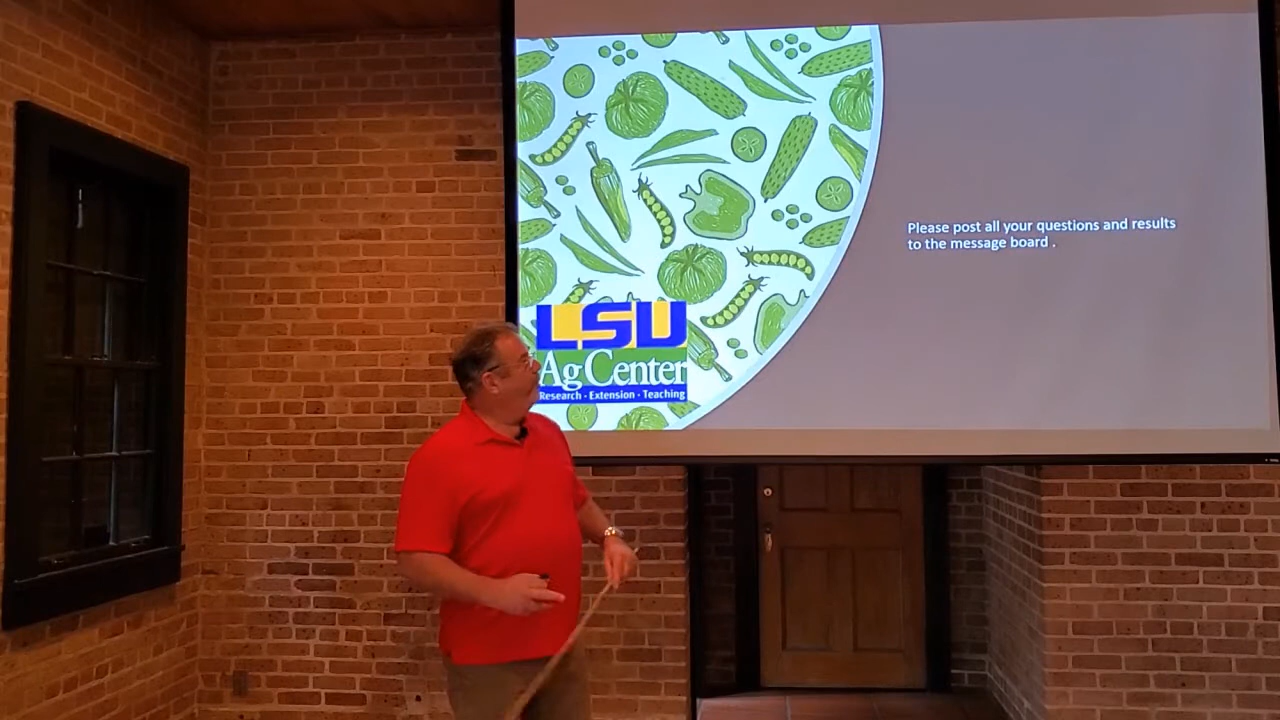 Please post all your questions and results
to the message board .
LSU
AgCenter
Research · Extension · Teaching